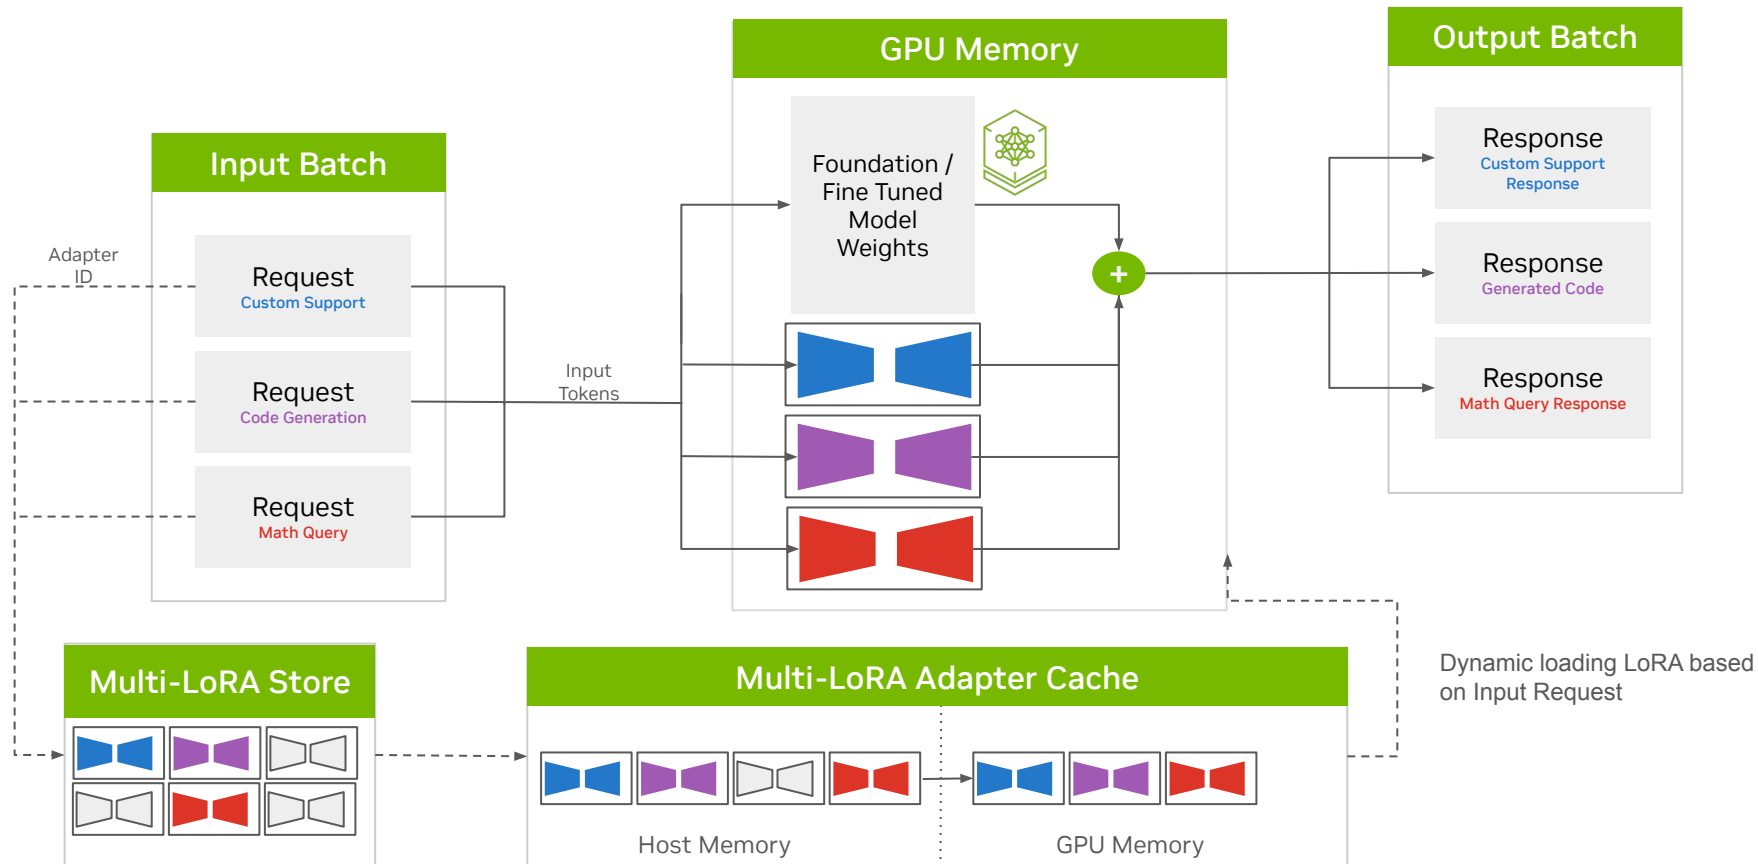 GPU Memory
Output Batch
Input Batch
Foundation /
Fine Tuned
Model
Weights
Response
Custom Support
Response
Adapter
ID
Request
Custom Support
+
Response
Generated Code
Request
Code Generation
Input
Tokens
Response
Math Query Response
Request
Math Query
Multi-LoRA Store
Multi-LoRA Adapter Cache
Dynamic loading LoRA based
on Input Request
Host Memory
GPU Memory